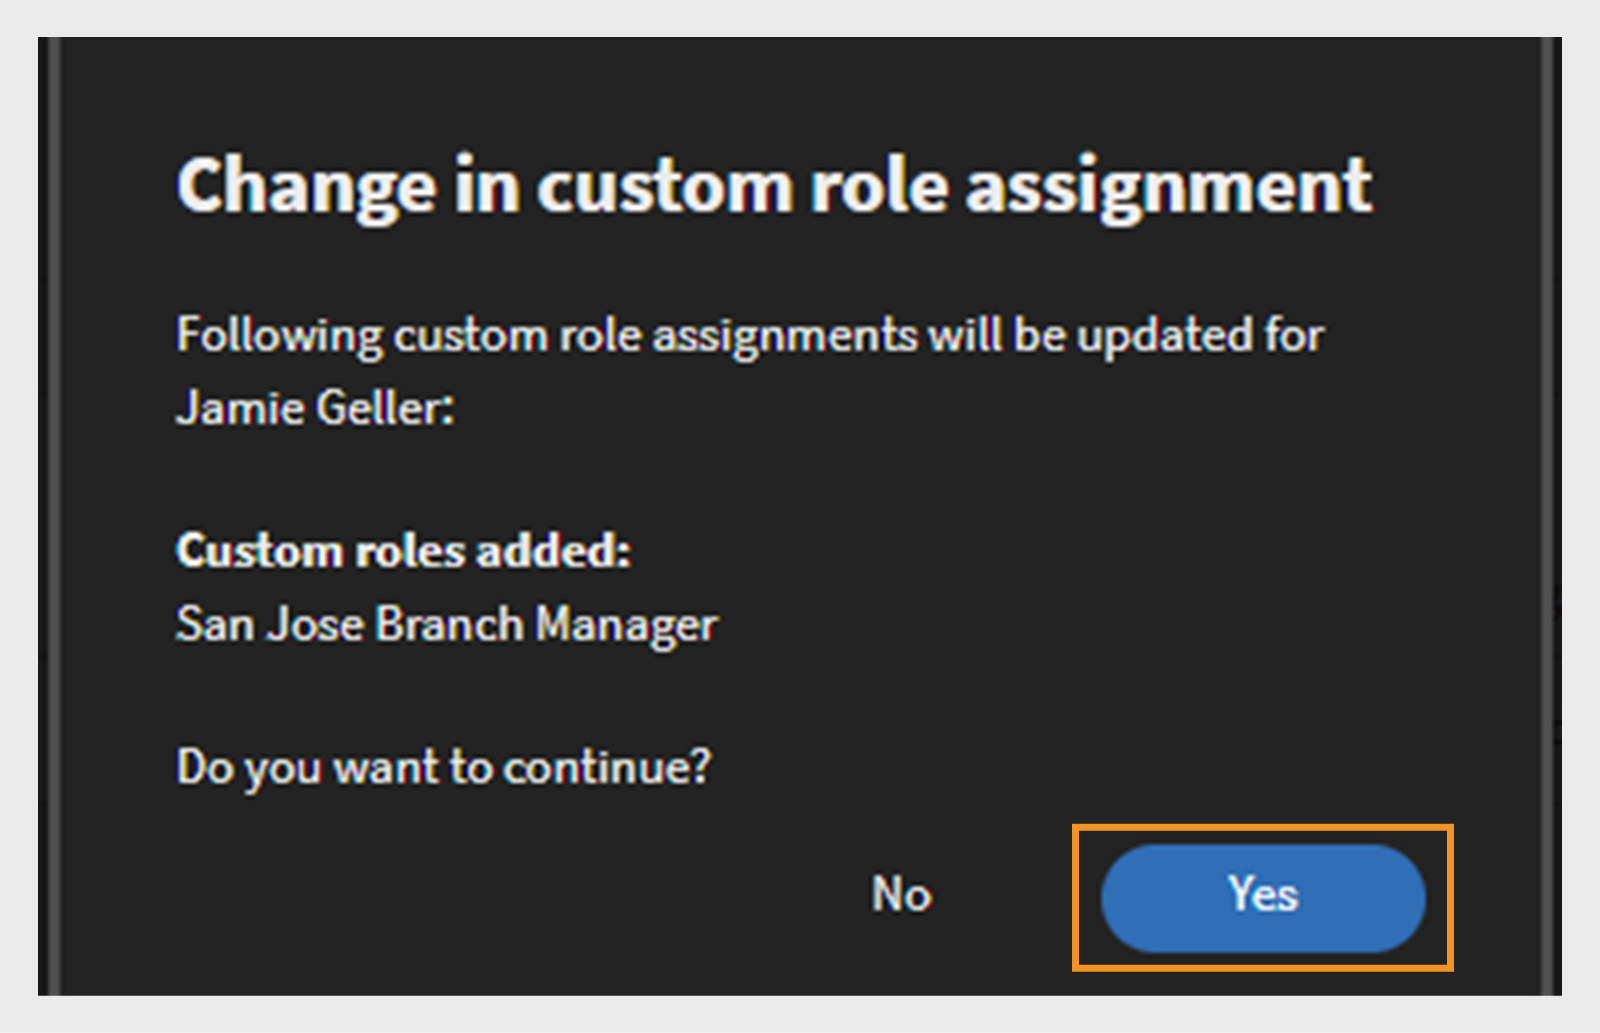 Change in custom role assignment
Following custom role assignments will be updated for
Jamie Geller:
Custom roles added:
San Jose Branch Manager
Do you want to continue?
No
Yes